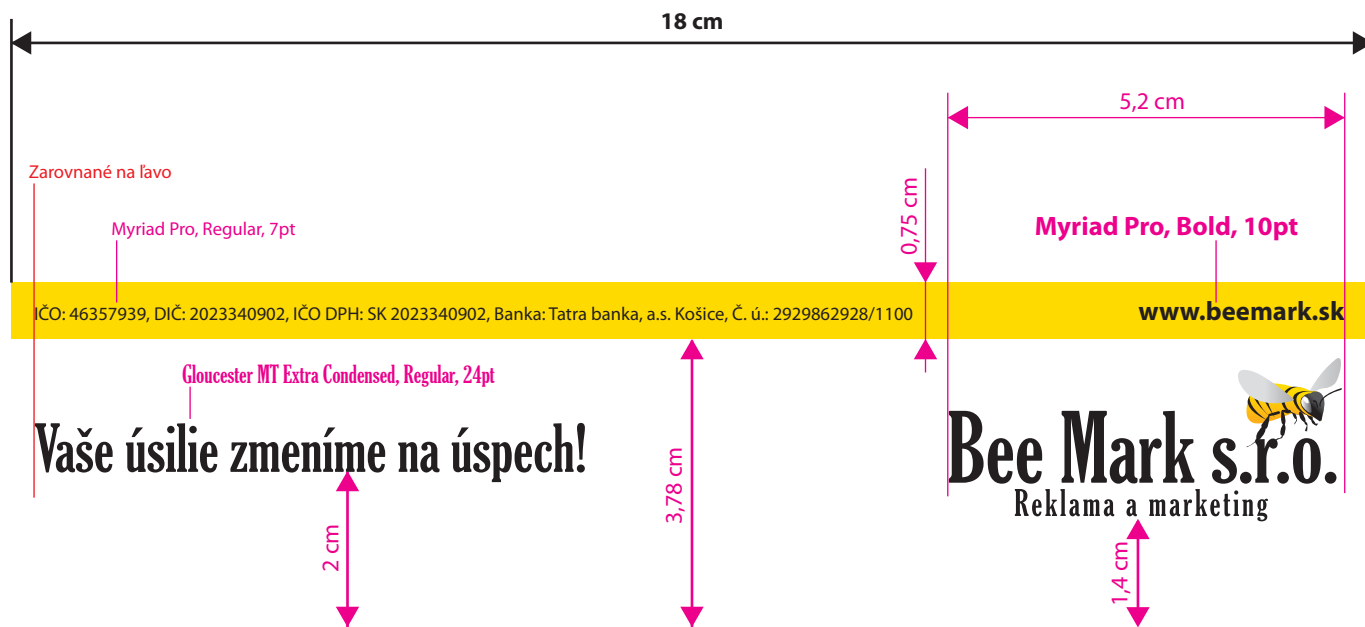 18 cm
5,2 cm
Zarovnané na ľavo
0,75 cm
Myriad Pro, Regular, 7pt
Myriad Pro, Bold, 10pt
IČO: 46357939, DIČ: 2023340902, IČO DPH: SK 2023340902, Banka: Tatra banka, a.s. Košice, Č. ú.: 2929862928/1100
www.beemark.sk
Gloucester MT Extra Condensed, Regular, 24pt
Vaše úsilie zmeníme na úspech!
Bee Mark s.r.o.
Reklama a marketing
3,78 cm
2 cm
1,4 cm